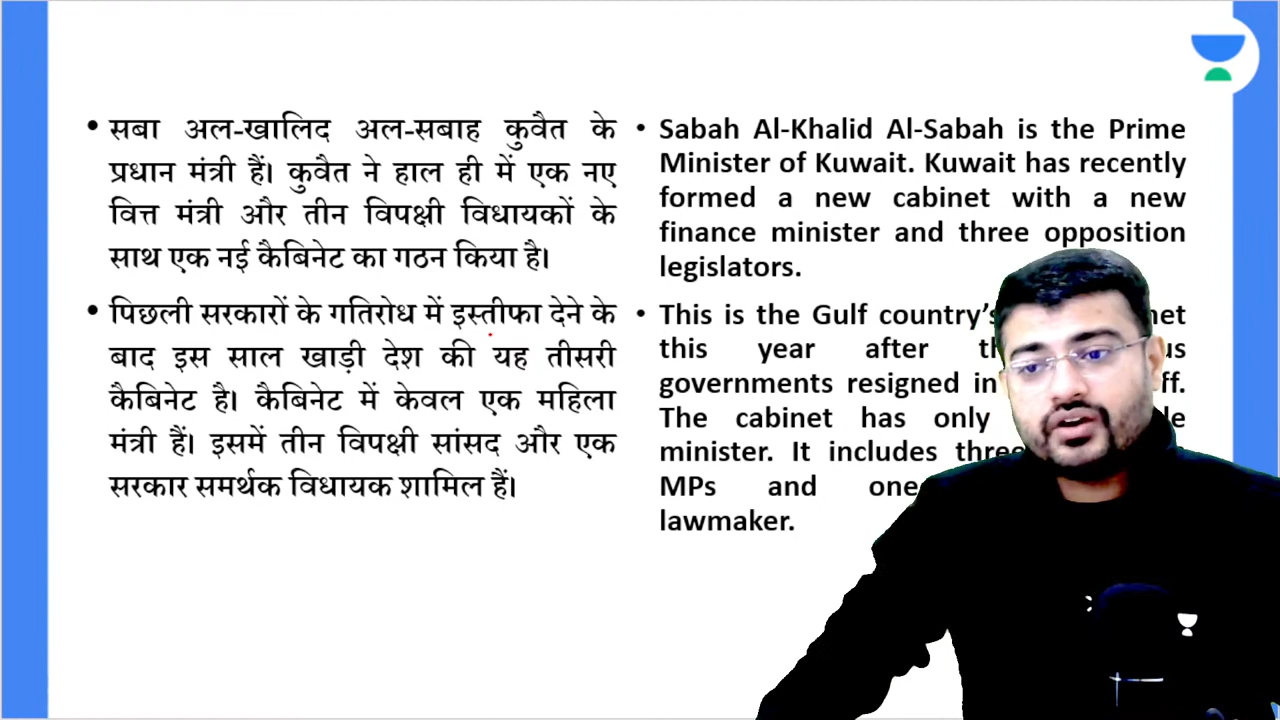 • सबा अल-खालिद अल-सबाह कुवैत के
प्रधान मंत्री हैं। कुवैत ने हाल ही में एक नए
वित्त मंत्री और तीन विपक्षी विधायकों के
साथ एक नई कैबिनेट का गठन किया है।
• पिछली सरकारों के गतिरोध में इस्तीफा देने के
बाद इस साल खाड़ी देश की यह तीसरी
कैबिनेट है। कैबिनेट में केवल एक महिला
मंत्री हैं। इसमें तीन विपक्षी सांसद और एक
सरकार समर्थक विधायक शामिल हैं।
• Sabah Al-Khalid Al-Sabah is the Prime
Minister of Kuwait. Kuwait has recently
formed a new cabinet with a new
finance minister and three opposition
legislators.
• This is the Gulf country's
this year after
governments resigned in
The cabinet has only
minister. It includes three
MPs and one
lawmaker.